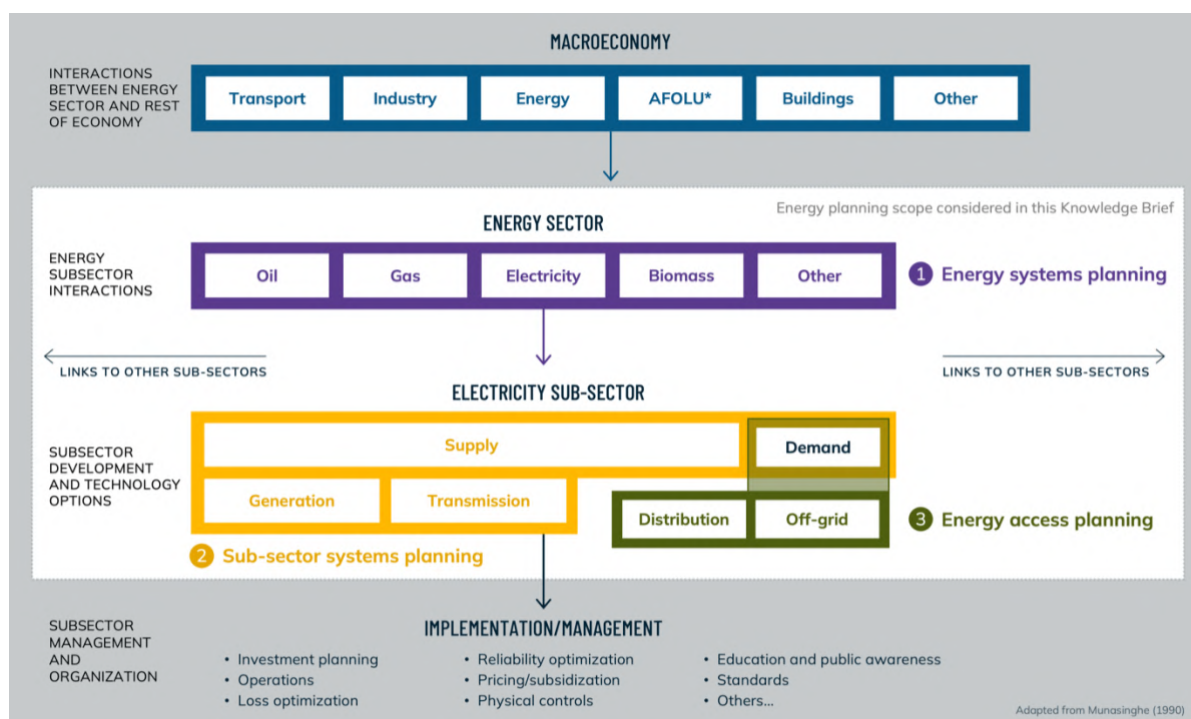 MACROECONOMY
INTERACTIONS
BETWEEN ENERGY
SECTOR AND REST
OF ECONOMY
Transport
Industry
Energy
AFOLU*
Buildings
Other
Energy planning scope considered in this Knowledge Brief
ENERGY SECTOR
ENERGY
SUBSECTOR
INTERACTIONS
Oil
Gas
Electricity
Biomass
Other
1 Energy systems planning
LINKS TO OTHER SUB-SECTORS
LINKS TO OTHER SUB-SECTORS
ELECTRICITY SUB-SECTOR
SUBSECTOR
DEVELOPMENT
AND TECHNOLOGY
OPTIONS
Supply
Demand
Generation
Transmission
Distribution
Off-grid
3 Energy access planning
2 Sub-sector systems planning
SUBSECTOR
MANAGEMENT
AND
ORGANIZATION
IMPLEMENTATION/MANAGEMENT
• Investment planning
• Operations
• Loss optimization
• Reliability optimization
• Pricing/subsidization
• Physical controls
• Education and public awareness
• Standards
• Others...
Adapted from Munasinghe (1990)